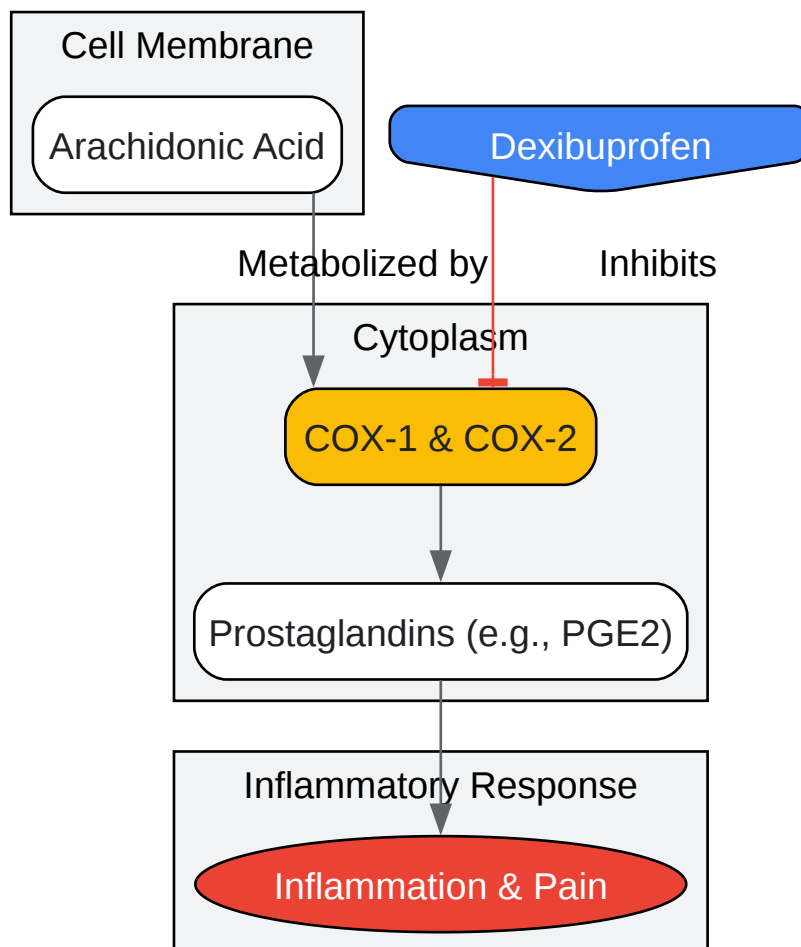 Cell Membrane
Arachidonic Acid
Dexibuprofen
Metabolized by
Inhibits
Cytoplasm
COX-1 & COX-2
Prostaglandins (e.g., PGE2)
Inflammatory Response
Inflammation & Pain